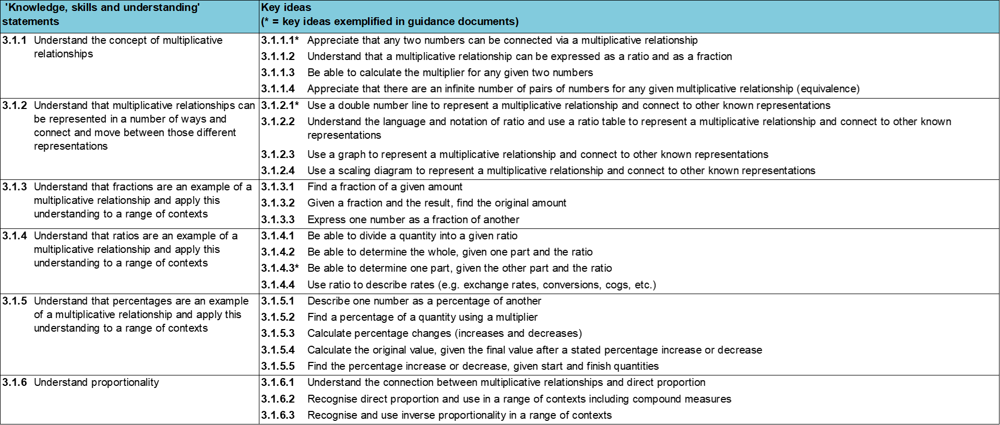 'Knowledge, skills and understanding' statements
Key ideas
(* = key ideas exemplified in guidance documents)
3.1.1 Understand the concept of multiplicative
relationships
3.1.1.1* Appreciate that any two numbers can be connected via a multiplicative relationship
3.1.1.2 Understand that a multiplicative relationship can be expressed as a ratio and as a fraction
3.1.1.3 Be able to calculate the multiplier for any given two numbers
3.1.1.4 Appreciate that there are an infinite number of pairs of numbers for any given multiplicative relationship (equivalence)
3.1.2 Understand that multiplicative relationships can
be represented in a number of ways and
connect and move between those different
representations
3.1.2.1* Use a double number line to represent a multiplicative relationship and connect to other known representations
3.1.2.2 Understand the language and notation of ratio and use a ratio table to represent a multiplicative relationship and connect to other known
representations
3.1.2.3 Use a graph to represent a multiplicative relationship and connect to other known representations
3.1.2.4 Use a scaling diagram to represent a multiplicative relationship and connect to other known representations
3.1.3 Understand that fractions are an example of a
multiplicative relationship and apply this
understanding to a range of contexts
3.1.3.1 Find a fraction of a given amount
3.1.3.2 Given a fraction and the result, find the original amount
3.1.3.3 Express one number as a fraction of another
3.1.4 Understand that ratios are an example of a
multiplicative relationship and apply this
understanding to a range of contexts
3.1.4.1 Be able to divide a quantity into a given ratio
3.1.4.2 Be able to determine the whole, given one part and the ratio
3.1.4.3* Be able to determine one part, given the other part and the ratio
3.1.4.4 Use ratio to describe rates (e.g. exchange rates, conversions, cogs, etc.)
3.1.5 Understand that percentages are an example
of a multiplicative relationship and apply this
understanding to a range of contexts
3.1.5.1 Describe one number as a percentage of another
3.1.5.2 Find a percentage of a quantity using a multiplier
3.1.5.3 Calculate percentage changes (increases and decreases)
3.1.5.4 Calculate the original value, given the final value after a stated percentage increase or decrease
3.1.5.5 Find the percentage increase or decrease, given start and finish quantities
3.1.6 Understand proportionality
3.1.6.1 Understand the connection between multiplicative relationships and direct proportion
3.1.6.2 Recognise direct proportion and use in a range of contexts including compound measures
3.1.6.3 Recognise and use inverse proportionality in a range of contexts